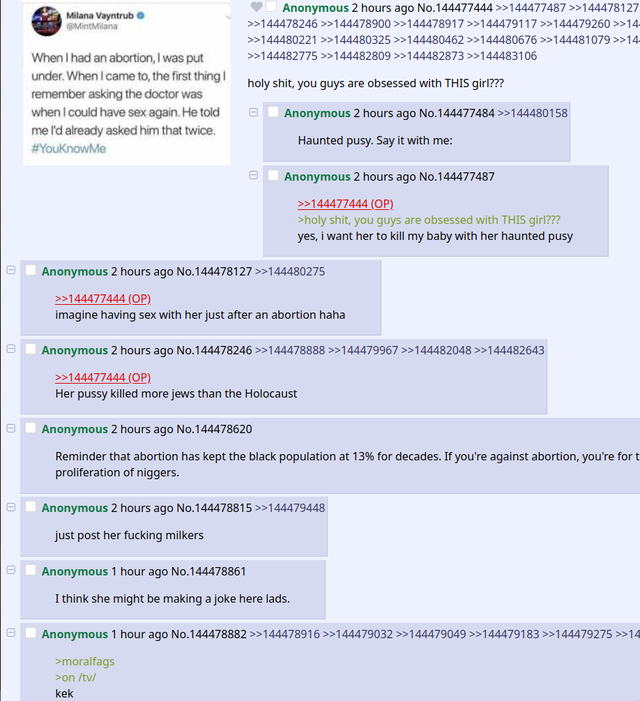 Milana Vayntrub
@MintMilana
When I had an abortion, I was put
under. When I came to, the first thing I
remember asking the doctor was
when I could have sex again. He told
me I'd already asked him that twice.
#YouKnowMe
Anonymous 2 hours ago No.144477444 >>144477487 >>144478127
>>144478246 >>144478900 >>144478917 >>144479117 >>144479260 >>14
>>144480221 >>144480325 >>144480462 >>144480676 >>144481079 >>14
>>144482775 >>144482809 >>144482873 >>144483106
holy shit, you guys are obsessed with THIS girl???
Anonymous 2 hours ago No.144477484 >>144480158
Haunted pusy. Say it with me:
Anonymous 2 hours ago No.144477487
>>144477444 (OP)
>holy shit, you guys are obsessed with THIS girl???
yes, i want her to kill my baby with her haunted pusy
Anonymous 2 hours ago No.144478127 >>144480275
>>144477444 (OP)
imagine having sex with her just after an abortion haha
Anonymous 2 hours ago No.144478246 >>144478888 >>144479967 >>144482048 >>144482643
>>144477444 (OP)
Her pussy killed more jews than the Holocaust
Anonymous 2 hours ago No.144478620
Reminder that abortion has kept the black population at 13% for decades. If you're against abortion, you're for t
proliferation of niggers.
Anonymous 2 hours ago No.144478815 >>144479448
just post her fucking milkers
Anonymous 1 hour ago No.144478861
I think she might be making a joke here lads.
Anonymous 1 hour ago No.144478882 >>144478916 >>144479032 >>144479049 >>144479183 >>144479275 >>14
>moralfags
>on /tv/
kek